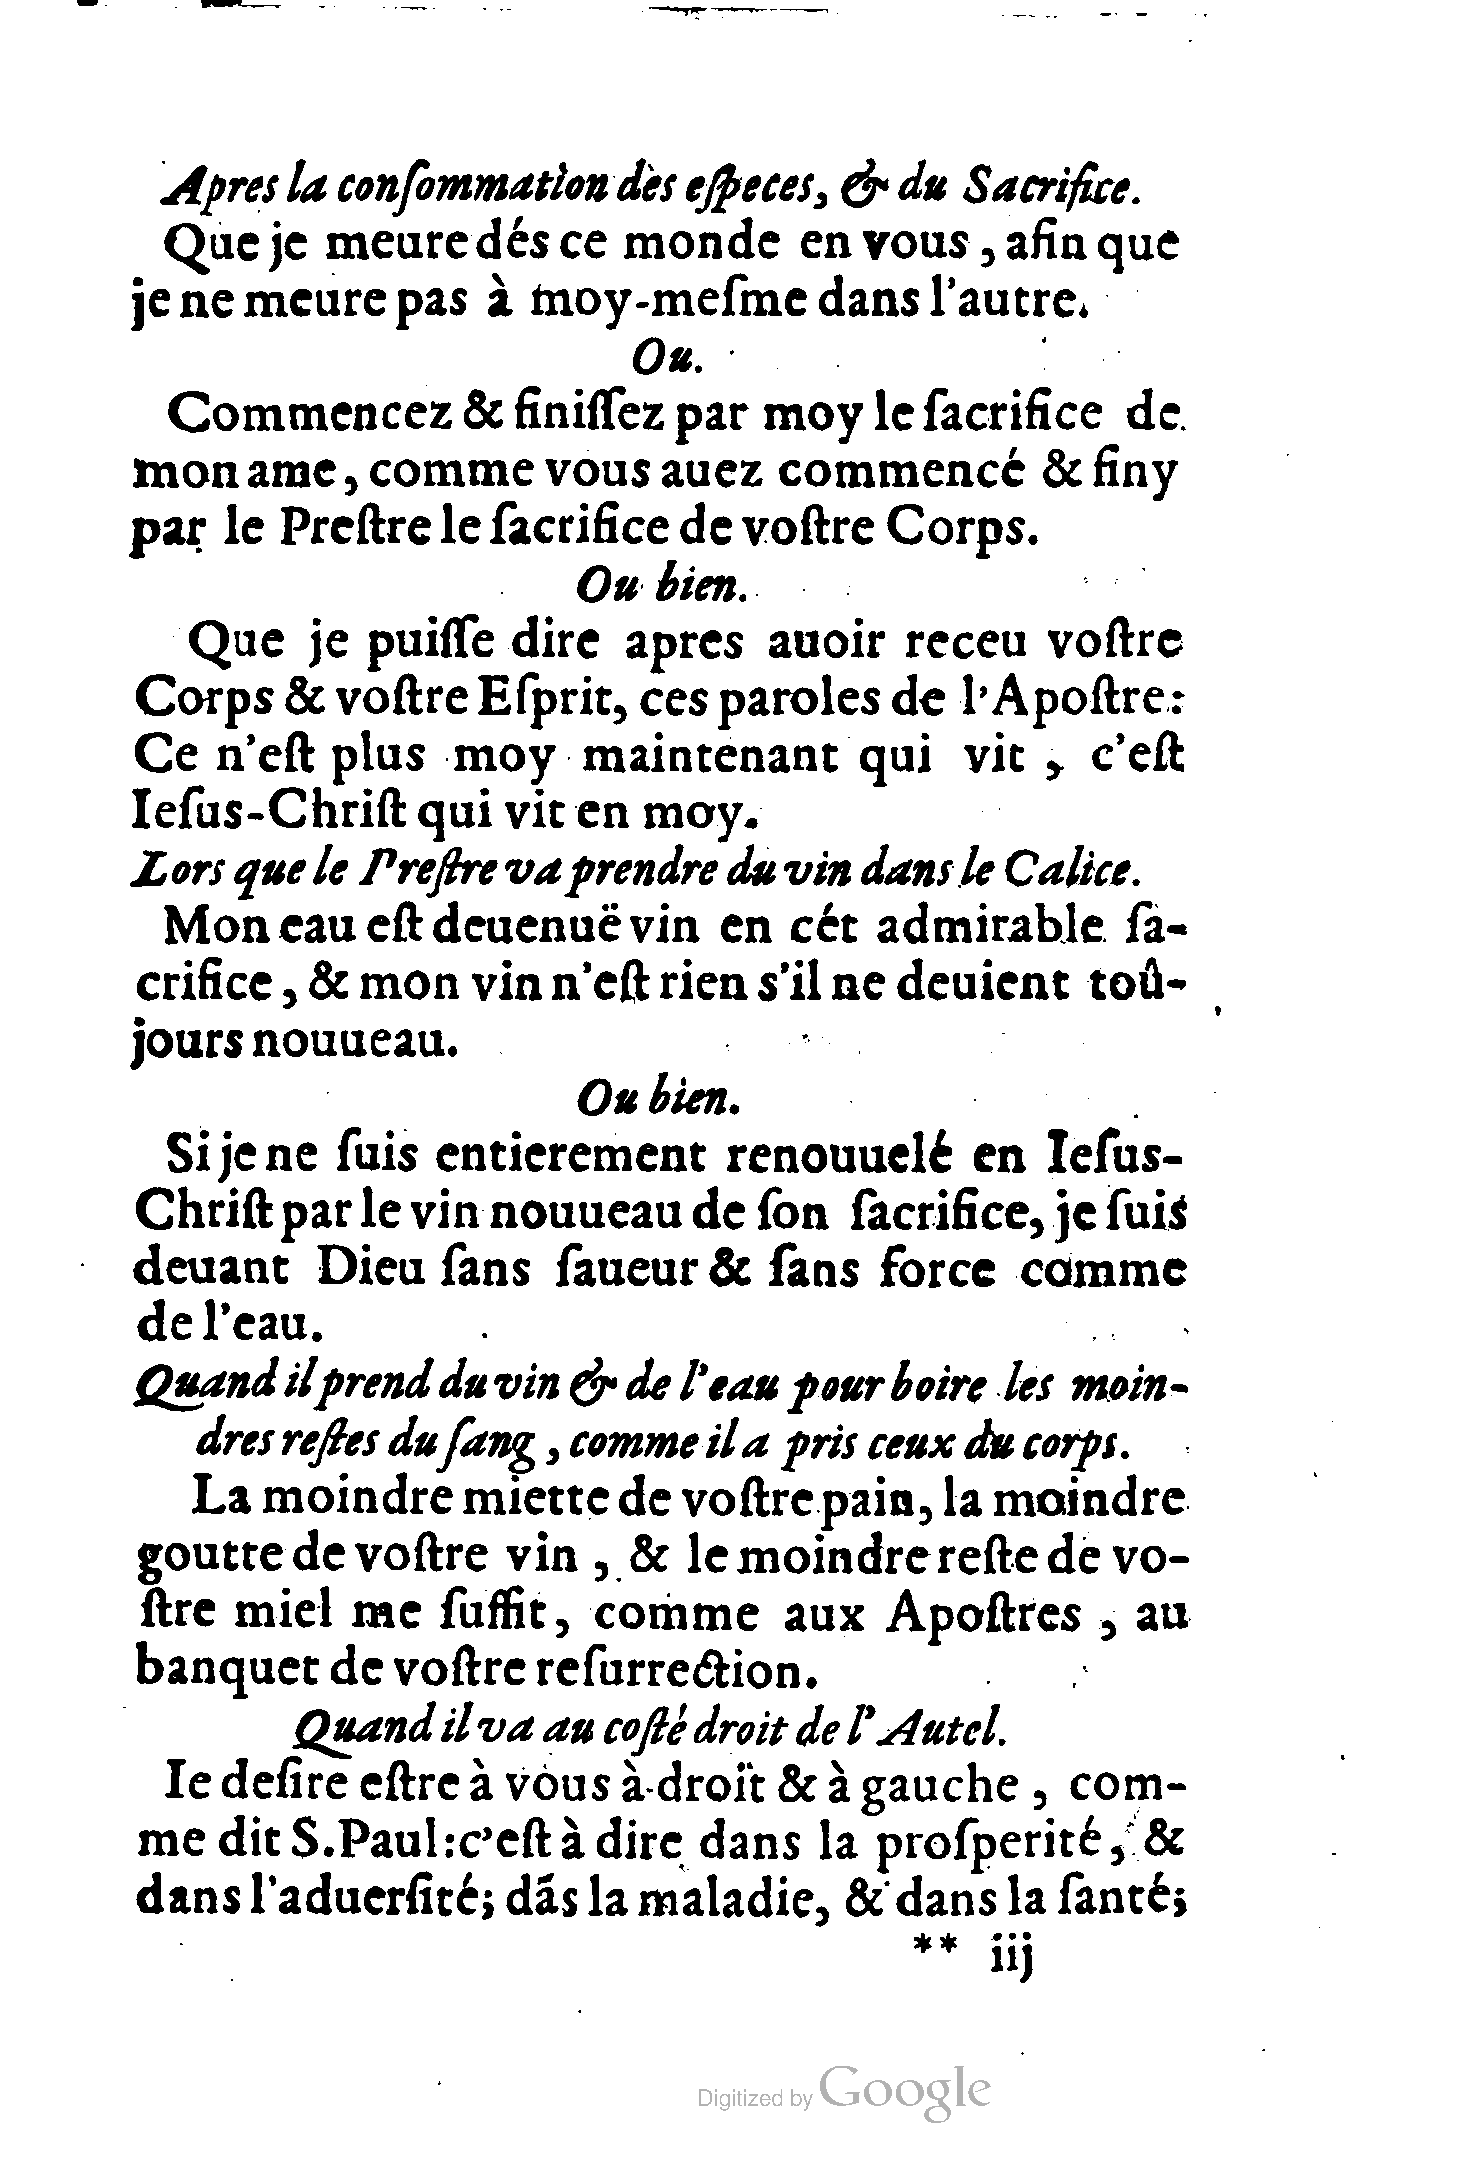 Apres la conſommation des eſpeces, & du Sacrifice.
Que je meure dés ce monde en vous , afin que
je ne meure pas à moy-meſme dans l'autre.
Ou.
Commencez & finiſſez par moy le ſacrifice de
mon ame , comme vous auez commencé & finy
par le Preſtre le ſacrifice de voſtre Corps.
Ou bien.
Que je puiſſe dire apres auoir receu voſtre
Corps & voſtre Eſprit, ces paroles de l'Apoſtre:
Ce n'eſt plus moy maintenant qui vit , c'eſt
Ieſus-Chriſt qui vit en moy.
Lors que le Preſtre va prendre du vin dans le Calice.
Mon eau eſt deuenuë vin en cét admirable ſa-
crifice , & mon vin n'eſt rien s'il ne deuient toû-
jours nouueau.
Ou bien.
Si je ne ſuis entierement renouuelé en Ieſus-
Chriſt par le vin nouueau de ſon ſacrifice, je ſuis
deuant Dieu ſans ſaueur & ſans force comme
de l'eau.
Quand il prend du vin & de l'eau pour boire les moin-
dres reſtes du ſang , comme il a pris ceux du corps.
La moindre miette de voſtre pain, la moindre
goutte de voſtre vin , & le moindre reſte de vo-
ſtre miel me ſuffit, comme aux Apoſtres , au
banquet de voſtre reſurrection.
Quand il va au coſté droit de l'Autel.
Ie deſire eſtre à vous à droit & à gauche , com-
me dit S. Paul: c'eſt à dire dans la proſperité, &
dans l'aduerſité; dãs la maladie, & dans la ſanté;
** iij
Digitized by Google